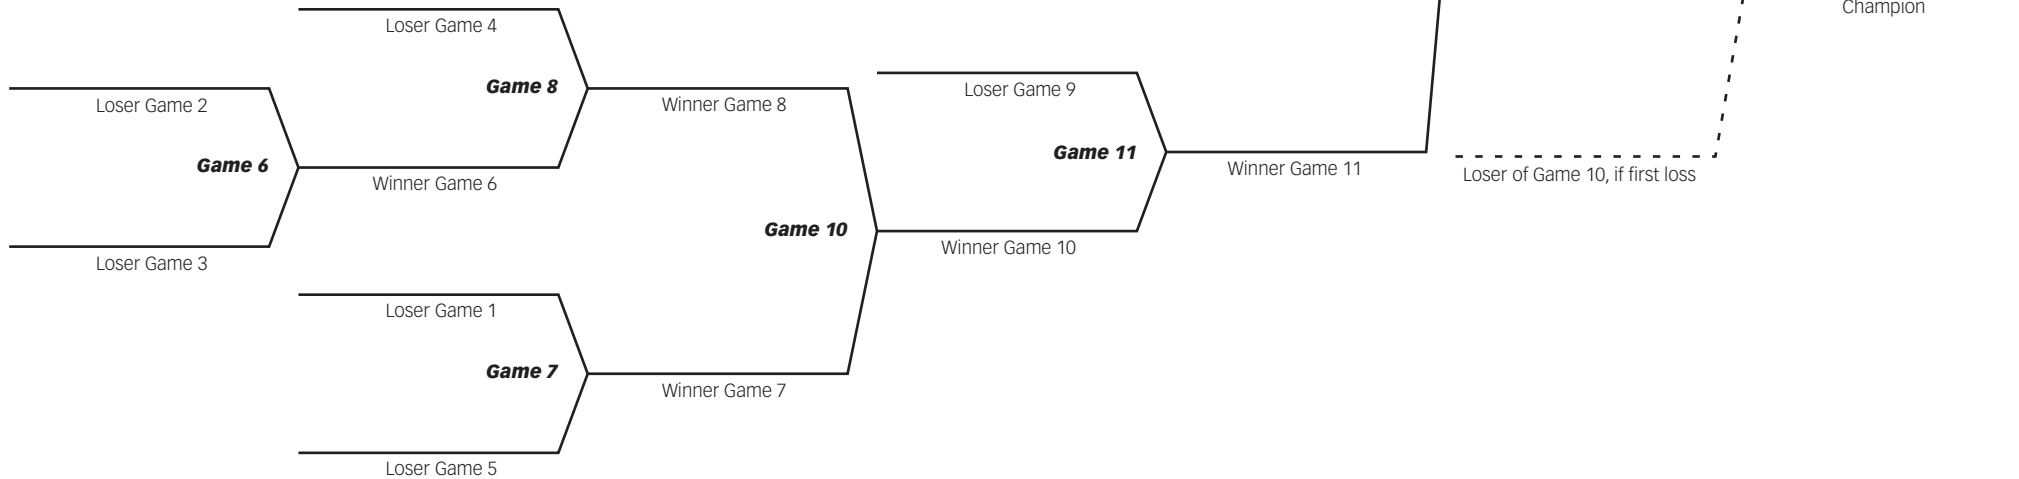 Champion
Loser Game 4
Game 8
Loser Game 9
Loser Game 2
Winner Game 8
Game 11
Game 6
Winner Game 11
Loser of Game 10, if first loss
Winner Game 6
Game 10
Winner Game 10
Loser Game 3
Loser Game 1
Game 7
Winner Game 7
Loser Game 5